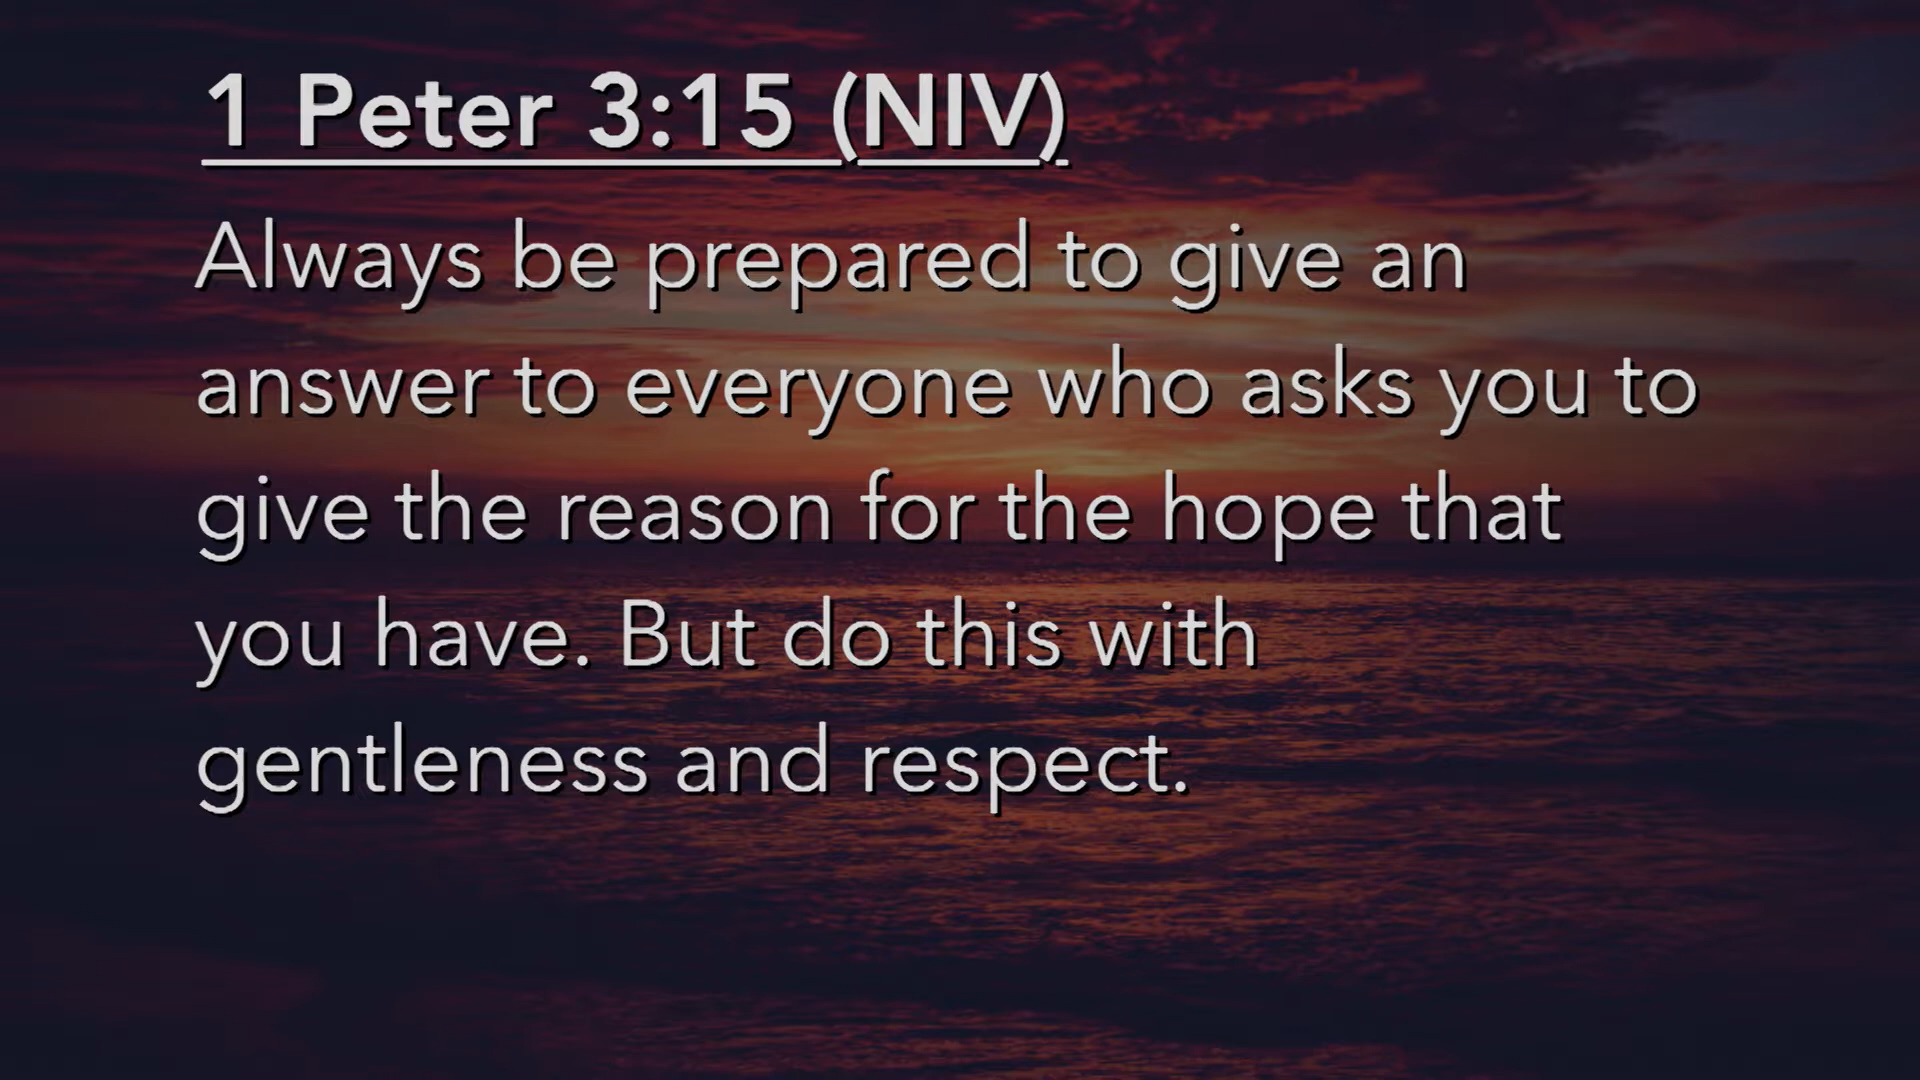 1 Peter 3:15 (NIV)
Always be prepared to give an
answer to everyone who asks you to
give the reason for the hope that
you have. But do this with
gentleness and respect.